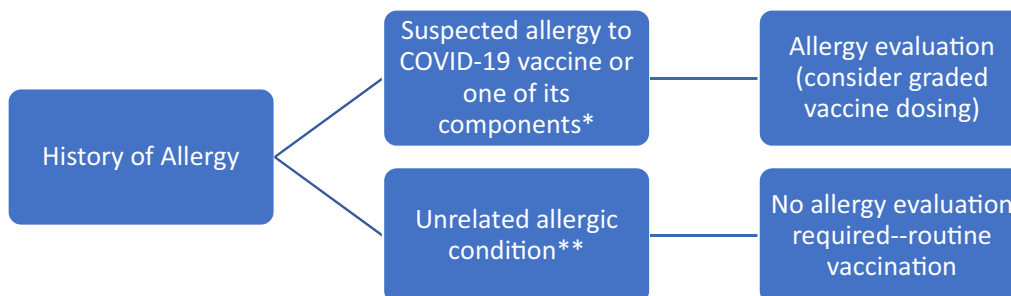 History of Allergy
Suspected allergy to
COVID-19 vaccine or
one of its
components*
Allergy evaluation
(consider graded
vaccine dosing)
Unrelated allergic
condition**
No allergy evaluation
required--routine
vaccination